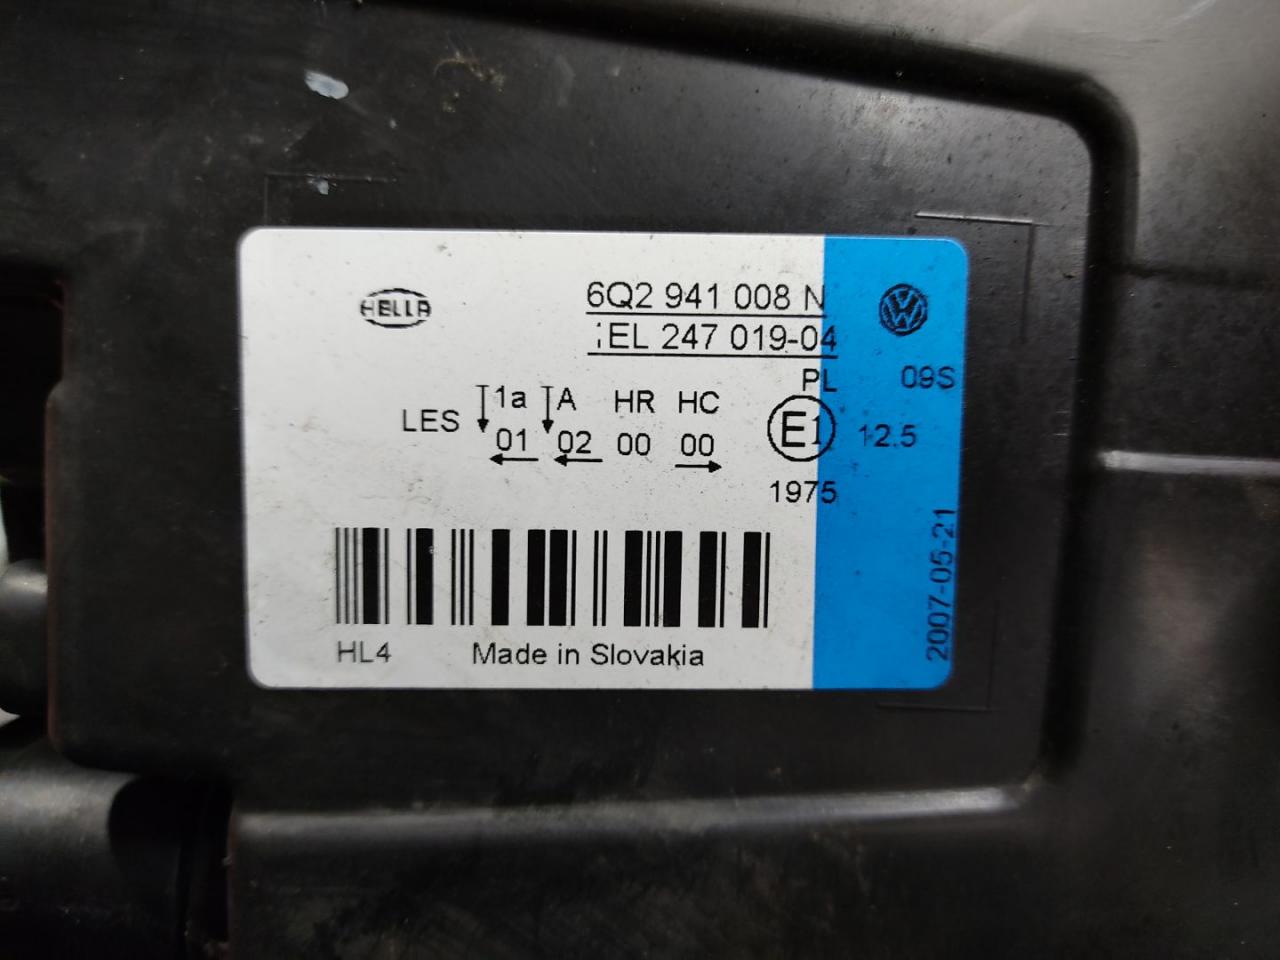 HELLA
6Q2 941 008 N
1EL 247 019-04
PL 09S
LES 1a A HR HC
01 02 00 00
E1 12.5
1975
2007-05-21
HL4 Made in Slovakia